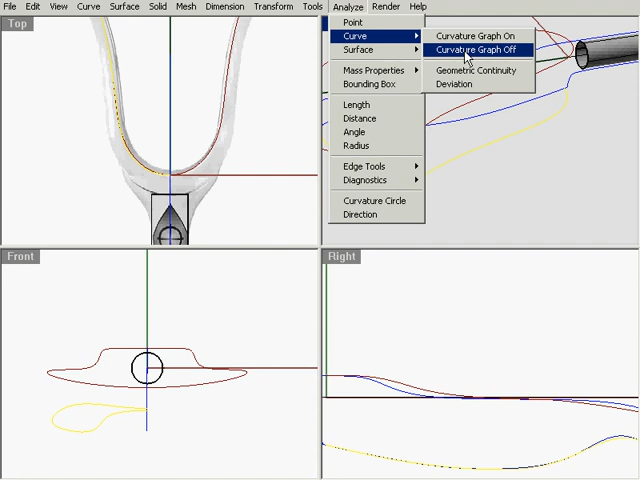 File Edit View Curve Surface Solid Mesh Dimension Transform Tools Analyze Render Help
Top
Point
Curve
Surface
Mass Properties
Bounding Box
Length
Distance
Angle
Radius
Edge Tools
Diagnostics
Curvature Circle
Direction
Curvature Graph On
Curvature Graph Off
Geometric Continuity
Deviation
Front
Right